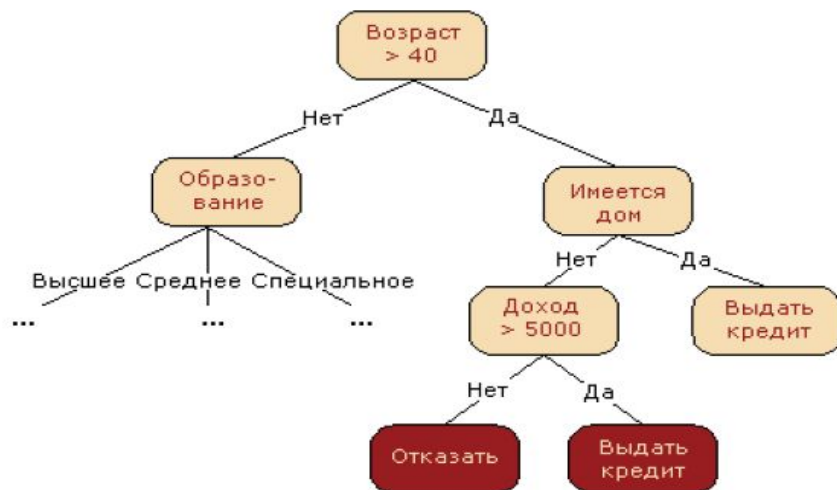 Возраст
> 40
Нет
Да
Образо-
вание
Имеется
дом
Высшее Среднее Специальное
... ... ...
Нет
Да
Доход
> 5000
Выдать
кредит
Нет
Да
Отказать
Выдать
кредит